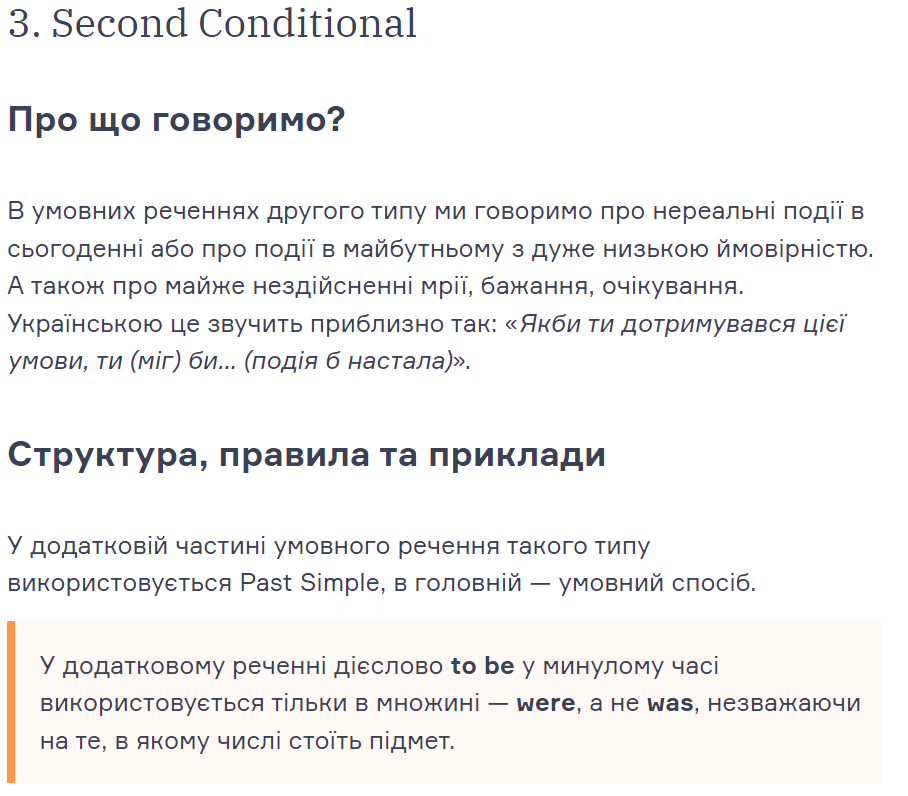 3. Second Conditional
Про що говоримо?
В умовних реченнях другого типу ми говоримо про нереальні події в
сьогоденні або про події в майбутньому з дуже низькою ймовірністю.
А також про майже нездійсненні мрії, бажання, очікування.
Українською це звучить приблизно так: «Якби ти дотримувався цієї
умови, ти (міг) би... (подія б настала)».
Структура, правила та приклади
У додатковій частині умовного речення такого типу
використовується Past Simple, в головній — умовний спосіб.
У додатковому реченні дієслово to be у минулому часі
використовується тільки в множині — were, а не was, незважаючи
на те, в якому числі стоїть підмет.